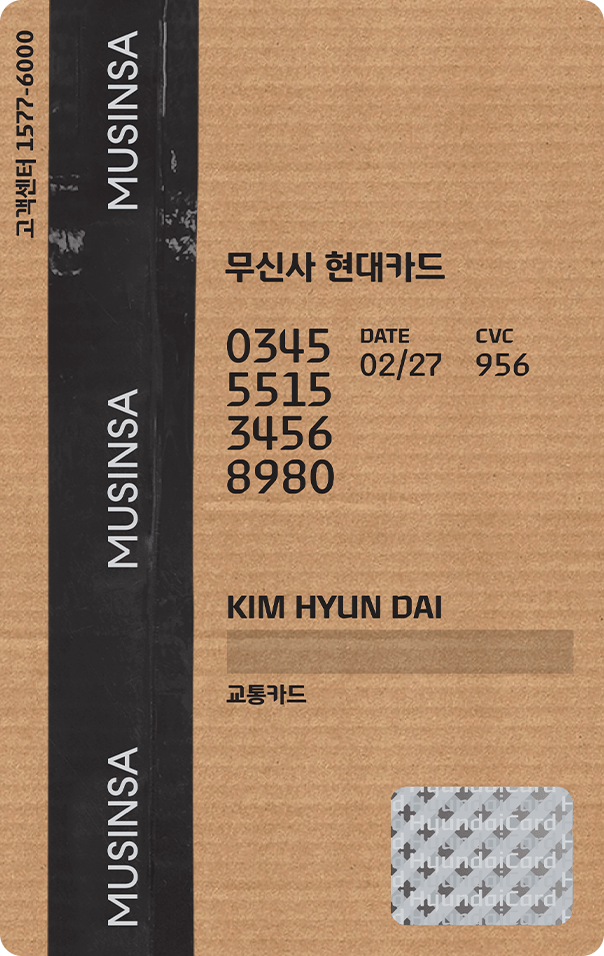 고객센터 1577-6000
MUSINSA
MUSINSA
MUSINSA
무신사 현대카드
0345
5515
3456
8980
DATE
02/27
CVC
956
KIM HYUN DAI
교통카드
HyundaiCard
HyundaiCard
HyundaiCard